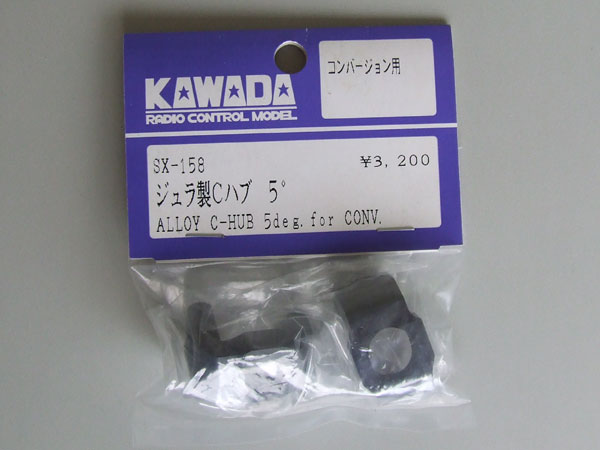 KAWADA
RADIO CONTROL MODEL
コンバージョン用
SX-158 ¥3,200
ジュラ製Cハブ 5°
ALLOY C-HUB 5deg.for CONV.